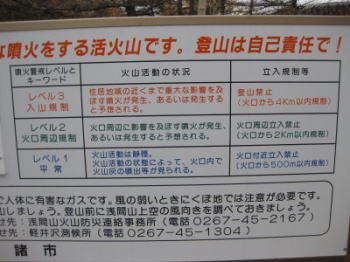 な噴火をする活火山です。登山は自己責任で！
噴火警戒レベルと
キーワード
火山活動の状況
立入規制等
レベル3
入山規制
住居地域の近くまで重大な影響を及
ぼす噴火が発生、あるいは発生する
と予想される。
登山禁止
(火口から4Km以内規制)
レベル2
火口周辺規制
火口周辺に影響を及ぼす噴火が発生、
あるいは発生すると予想される。
火口周辺立入禁止
(火口から2Km以内規制)
レベル1
平常
火山活動は静穏。
火山活動の状態によって、火口内で
火山灰の噴出等が見られる。
火口付近立入禁止
(火口から500m以内規制)
で人体に有害なガスです。風の弱いときにくぼ地では注意が必要です。
出しましょう。登山前に浅間山上空の風向きを調べておきましょう。
せ先：浅間山火山防災連絡事務所（電話0267-45-2167）
せ先：軽井沢測候所（電話0267-45-1304）
諸市